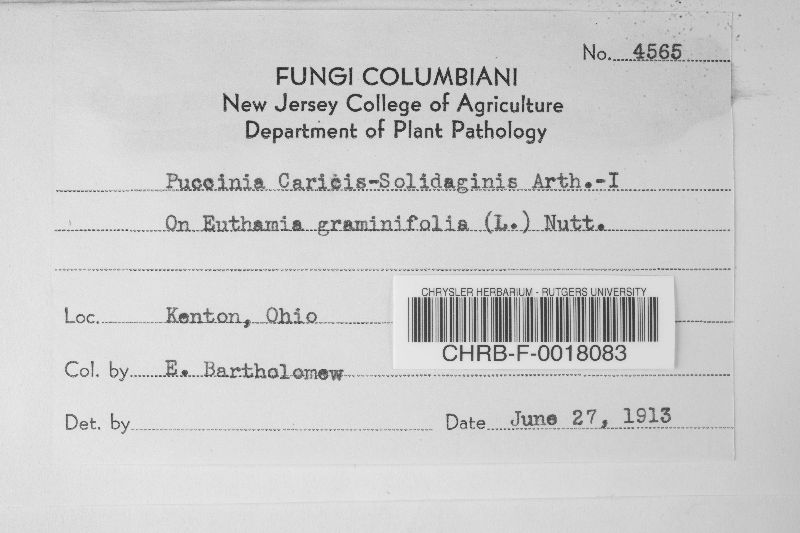 No. 4565
FUNGI COLUMBIANI
New Jersey College of Agriculture
Department of Plant Pathology
Puccinia Caricis-Solidaginis Arth.-I
On Euthamia graminifolia (L.) Nutt.
Loc. Kenton, Ohio
CHRYSLER HERBARIUM - RUTGERS UNIVERSITY
CHRB-F-0018083
Col. by E. Bartholomew
Det. by
Date June 27, 1913